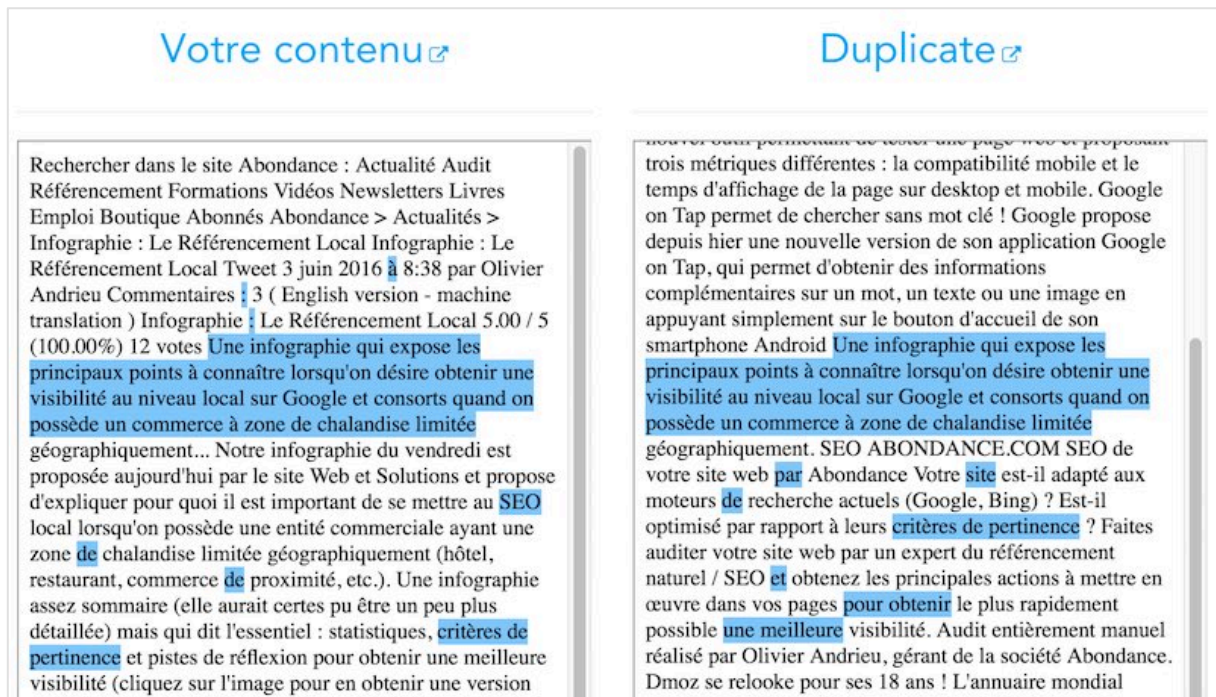 Votre contenu
Rechercher dans le site Abondance : Actualité Audit
Référencement Formations Vidéos Newsletters Livres
Emploi Boutique Abonnés Abondance > Actualités >
Infographie : Le Référencement Local Infographie : Le
Référencement Local Tweet 3 juin 2016 à 8:38 par Olivier
Andrieu Commentaires : 3 ( English version - machine
translation ) Infographie : Le Référencement Local 5.00 / 5
(100.00%) 12 votes Une infographie qui expose les
principaux points à connaître lorsqu'on désire obtenir une
visibilité au niveau local sur Google et consorts quand on
possède un commerce à zone de chalandise limitée
géographiquement... Notre infographie du vendredi est
proposée aujourd'hui par le site Web et Solutions et propose
d'expliquer pour quoi il est important de se mettre au SEO
local lorsqu'on possède une entité commerciale ayant une
zone de chalandise limitée géographiquement (hôtel,
restaurant, commerce de proximité, etc.). Une infographie
assez sommaire (elle aurait certes pu être un peu plus
détaillée) mais qui dit l'essentiel : statistiques, critères de
pertinence et pistes de réflexion pour obtenir une meilleure
visibilité (cliquez sur l'image pour en obtenir une version
Duplicate
nouvel outil permettant de tester une page web et proposant
trois métriques différentes : la compatibilité mobile et le
temps d'affichage de la page sur desktop et mobile. Google
on Tap permet de chercher sans mot clé ! Google propose
depuis hier une nouvelle version de son application Google
on Tap, qui permet d'obtenir des informations
complémentaires sur un mot, un texte ou une image en
appuyant simplement sur le bouton d'accueil de son
smartphone Android Une infographie qui expose les
principaux points à connaître lorsqu'on désire obtenir une
visibilité au niveau local sur Google et consorts quand on
possède un commerce à zone de chalandise limitée
géographiquement. SEO ABONDANCE.COM SEO de
votre site web par Abondance Votre site est-il adapté aux
moteurs de recherche actuels (Google, Bing) ? Est-il
optimisé par rapport à leurs critères de pertinence ? Faites
auditer votre site web par un expert du référencement
naturel / SEO et obtenez les principales actions à mettre en
œuvre dans vos pages pour obtenir le plus rapidement
possible une meilleure visibilité. Audit entièrement manuel
réalisé par Olivier Andrieu, gérant de la société Abondance.
Dmoz se relooke pour ses 18 ans ! L'annuaire mondial